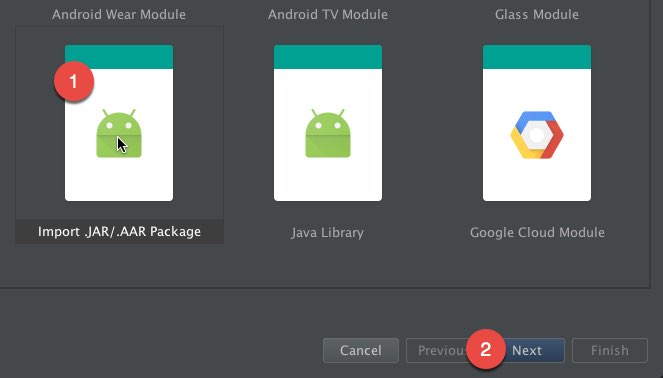 Android Wear Module
Android TV Module
Glass Module
1
Import .JAR/.AAR Package
Java Library
Google Cloud Module
Cancel
Previous
2
Next
Finish